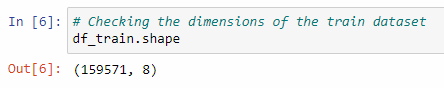 In [6]: # Checking the dimensions of the train dataset
df_train.shape
Out[6]: (159571, 8)